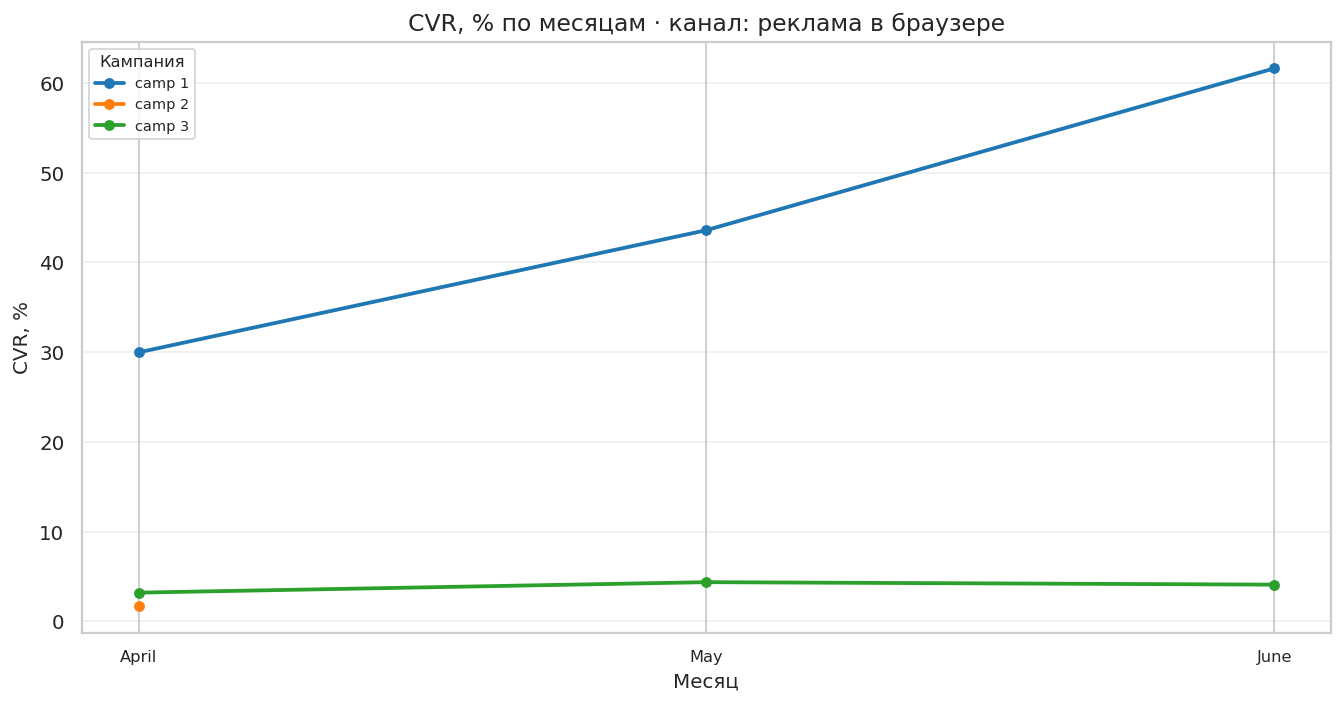 CVR, % по месяцам · канал: реклама в браузере
Кампания
camp 1
camp 2
camp 3
60
50
40
30
20
10
0
CVR, %
April
May
June
Месяц